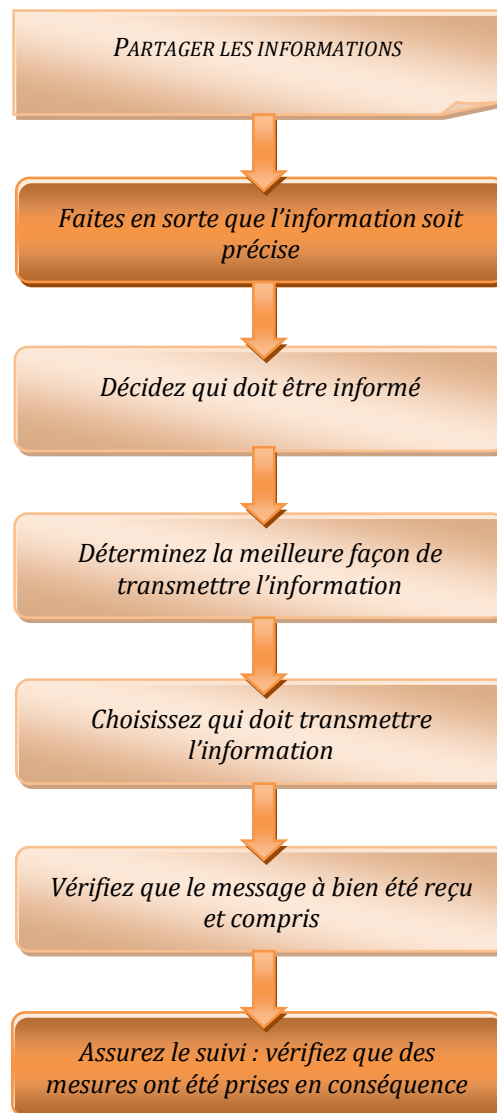 PARTAGER LES INFORMATIONS
Faites en sorte que l’information soit
précise
Décidez qui doit être informé
Déterminez la meilleure façon de
transmettre l’information
Choisissez qui doit transmettre
l’information
Vérifiez que le message à bien été reçu
et compris
Assurez le suivi : vérifiez que des
mesures ont été prises en conséquence